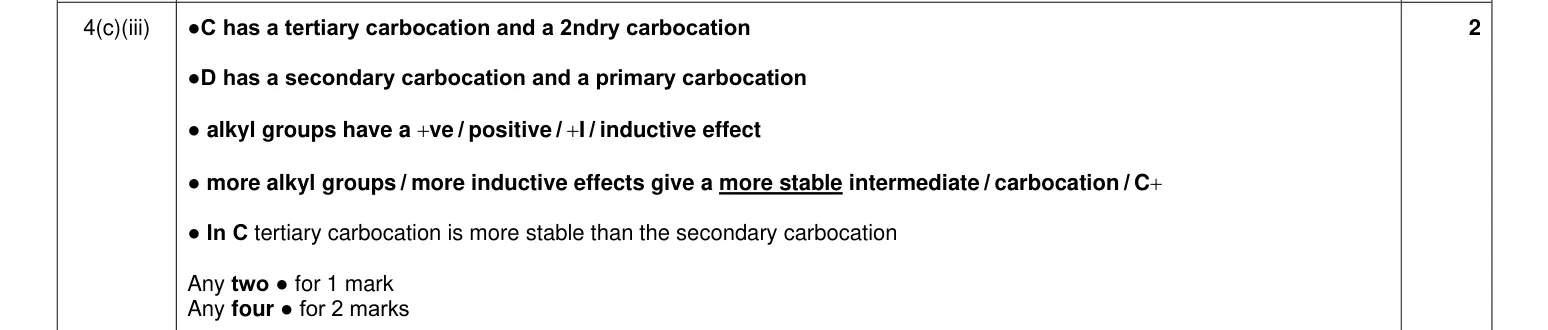 4(c)(iii) ●C has a tertiary carbocation and a 2ndry carbocation 2
●D has a secondary carbocation and a primary carbocation
● alkyl groups have a +ve / positive / +I / inductive effect
● more alkyl groups / more inductive effects give a more stable intermediate / carbocation / C+
● In C tertiary carbocation is more stable than the secondary carbocation
Any two ● for 1 mark
Any four ● for 2 marks